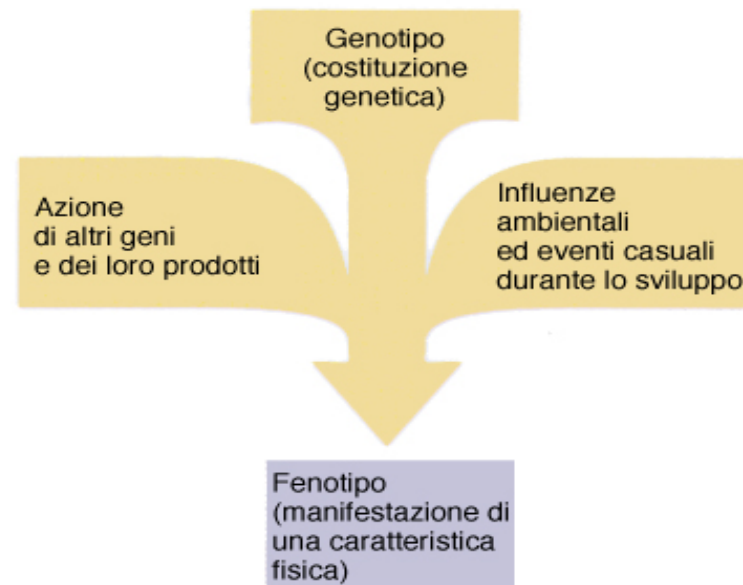 Genotipo
(costituzione
genetica)
Azione
di altri geni
e dei loro prodotti
Influenze
ambientali
ed eventi casuali
durante lo sviluppo
Fenotipo
(manifestazione di
una caratteristica
fisica)